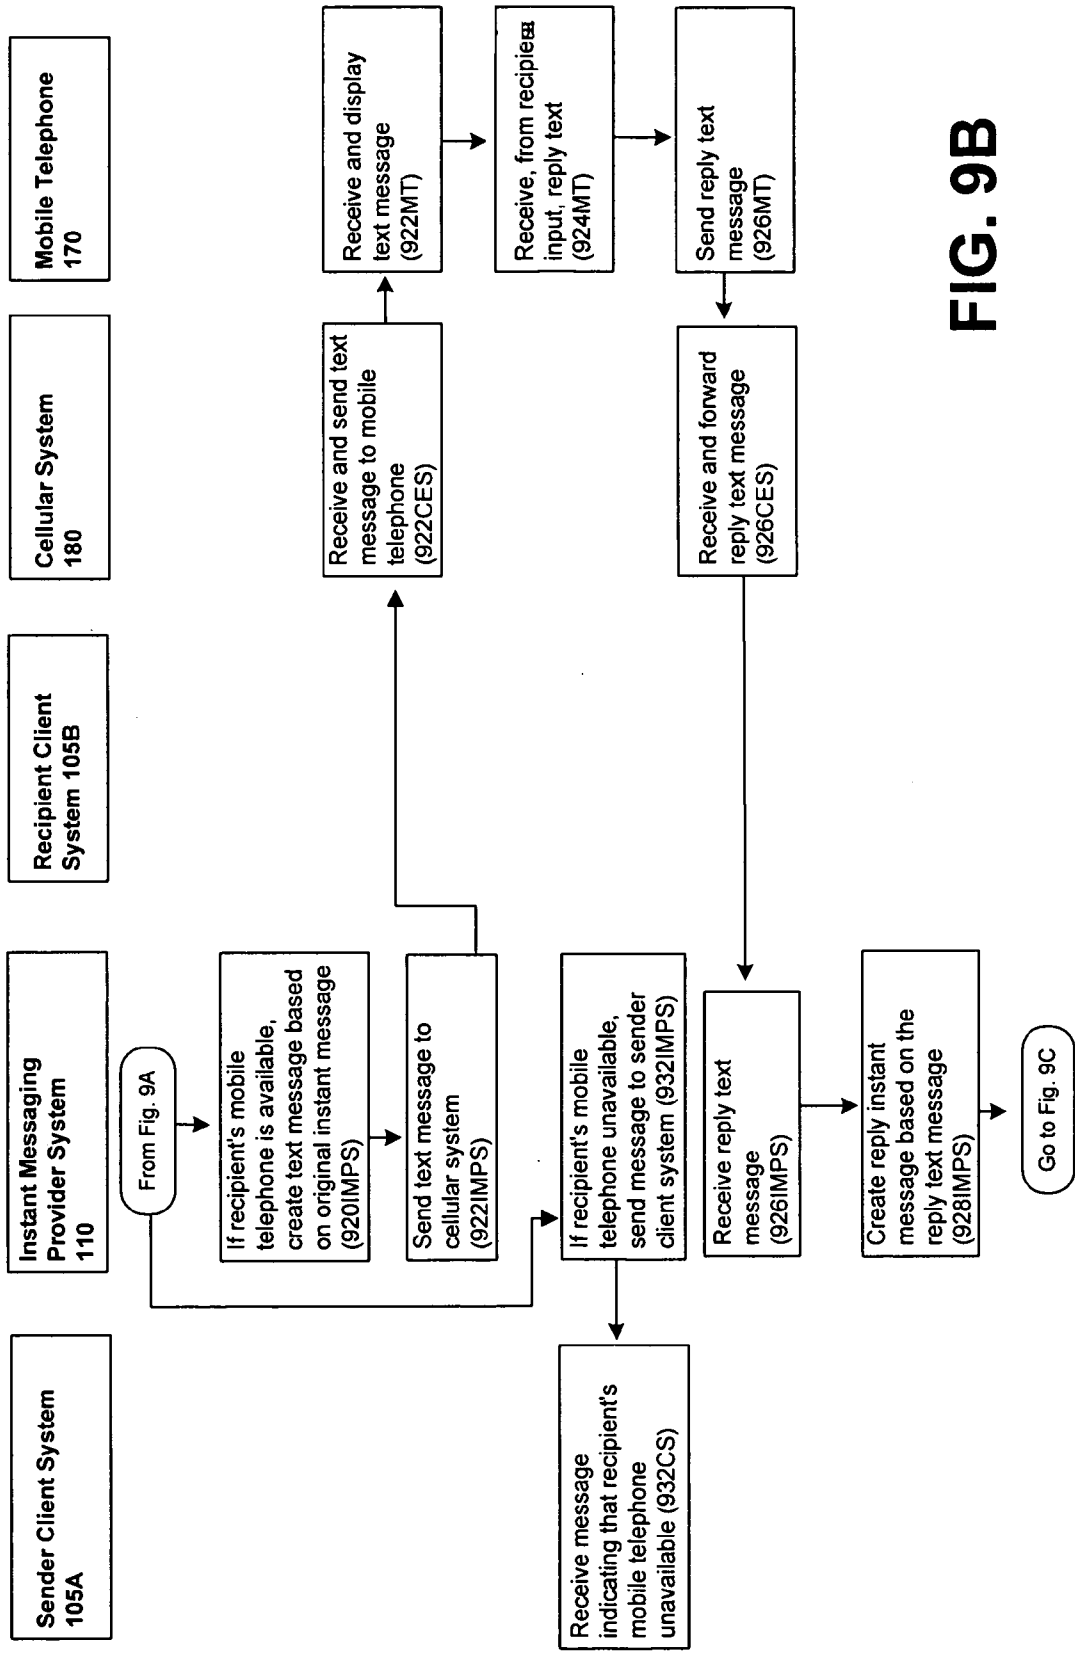 Sender Client System
105A
Instant Messaging
Provider System
110
Recipient Client
System 105B
Cellular System
180
Mobile Telephone
170
From Fig. 9A
If recipient's mobile
telephone is available,
create text message based
on original instant message
(920IMPS)
Send text message to
cellular system
(922IMPS)
Receive and send text
message to mobile
telephone
(922CES)
Receive and display
text message
(922MT)
Receive, from
input, reply text
(924MT)
Send reply text
message
(926MT)
Receive and forward
reply text message
(926CES)
If recipient's mobile
telephone unavailable,
send message to sender
client system (932IMPS)
Receive message
indicating that recipient's
mobile telephone
unavailable (932CS)
Receive reply text
message
(926IMPS)
Create reply instant
message based on the
reply text message
(928IMPS)
Go to Fig. 9C
FIG. 9B